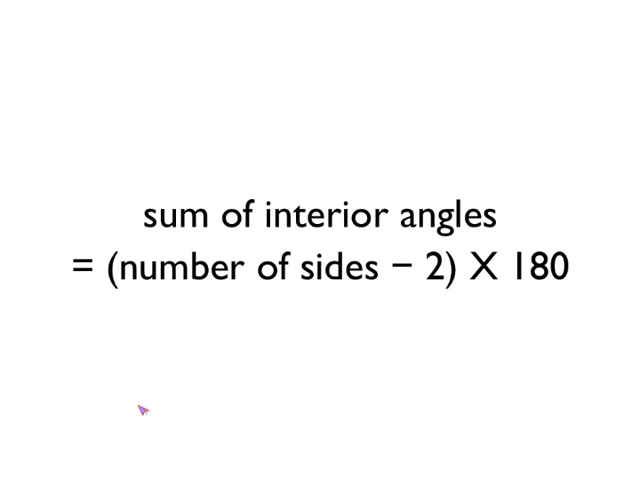 sum of interior angles
= (number of sides − 2) X 180